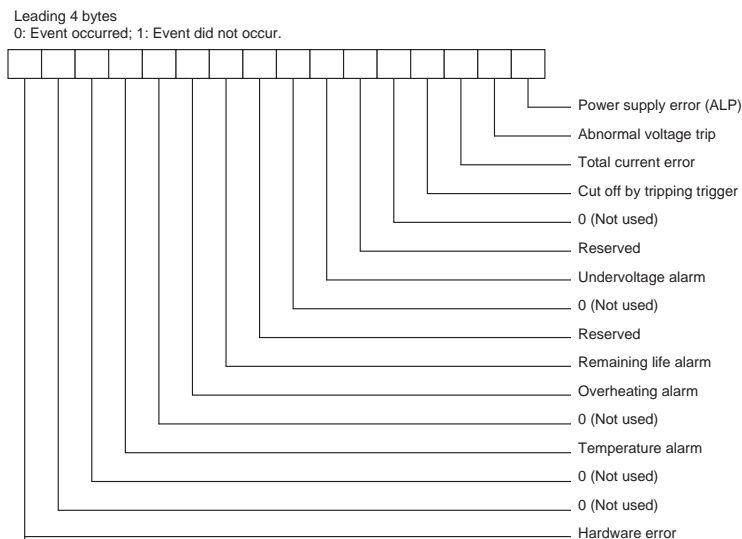 Leading 4 bytes
0: Event occurred; 1: Event did not occur.
Power supply error (ALP)
Abnormal voltage trip
Total current error
Cut off by tripping trigger
0 (Not used)
Reserved
Undervoltage alarm
0 (Not used)
Reserved
Remaining life alarm
Overheating alarm
0 (Not used)
Temperature alarm
0 (Not used)
0 (Not used)
Hardware error